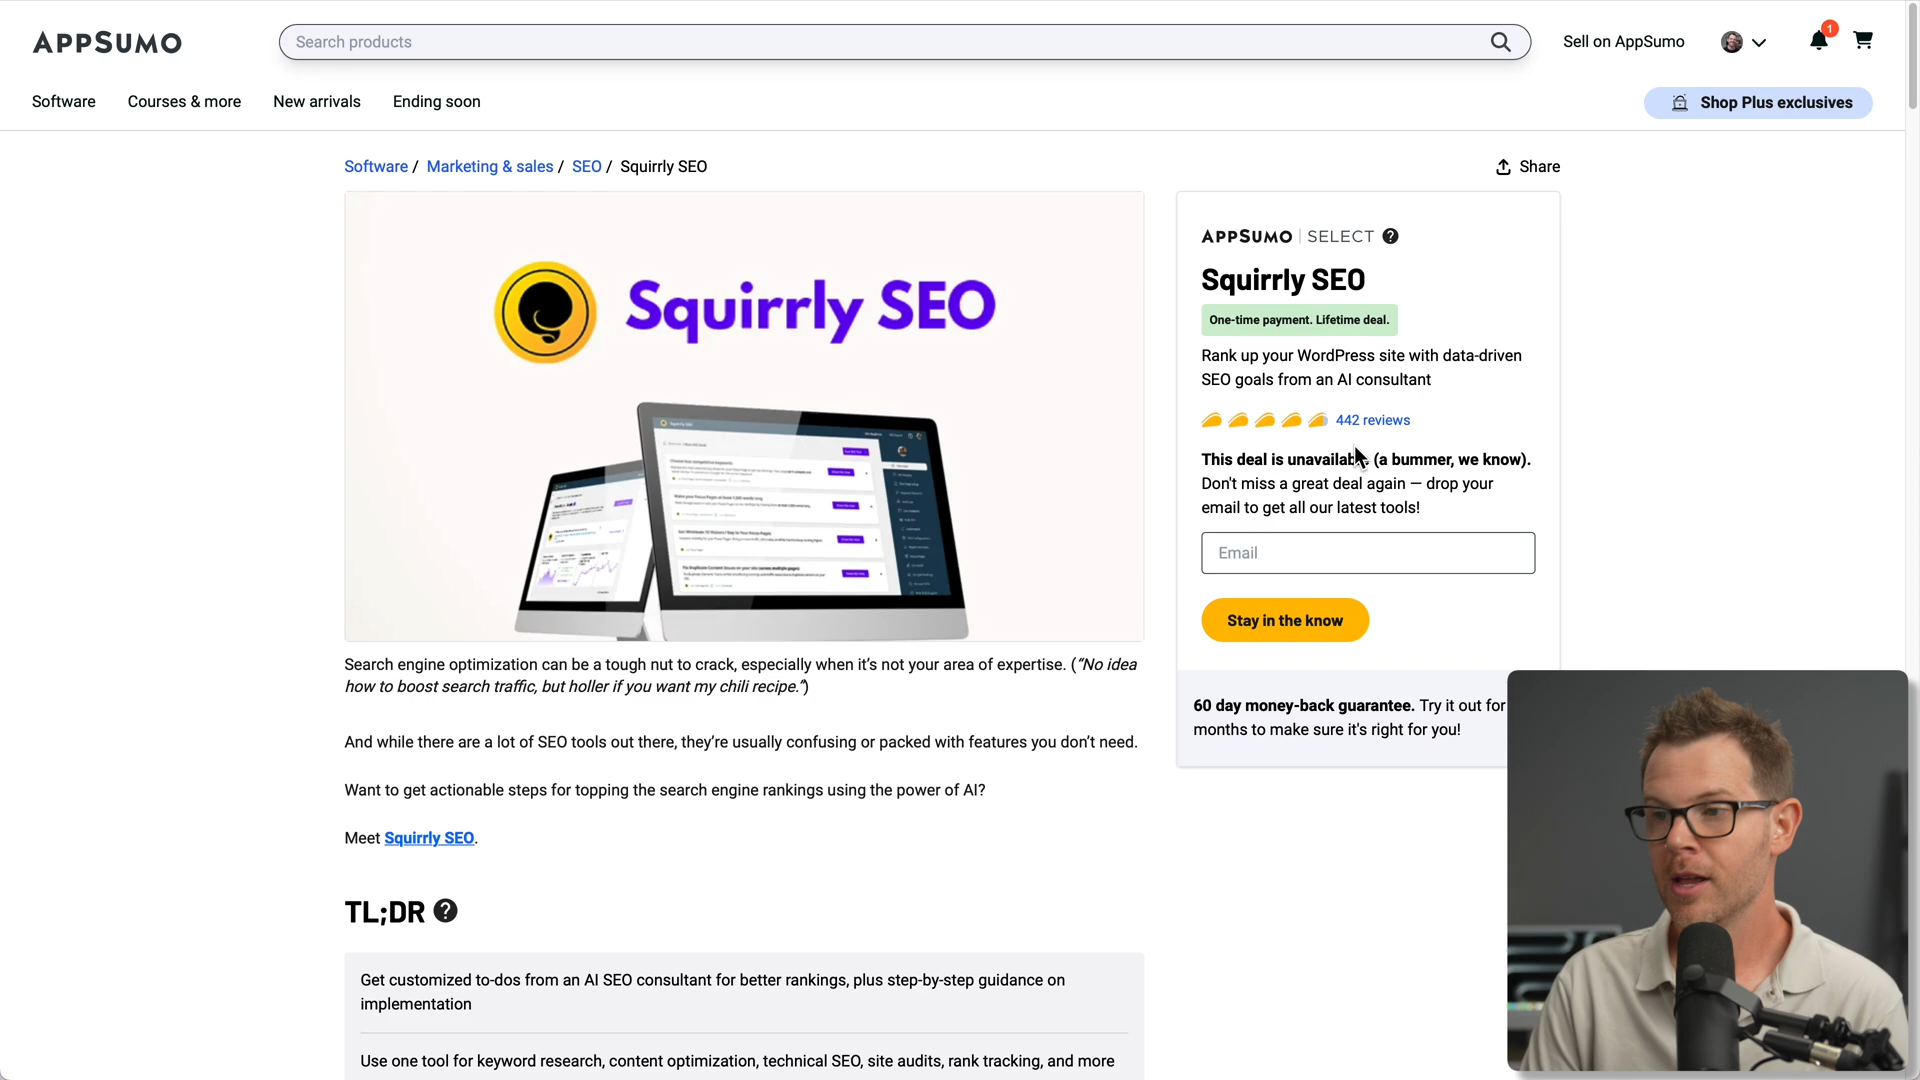 APPSUMO
Search products
Sell on AppSumo
1
Software
Courses & more
New arrivals
Ending soon
Shop Plus exclusives
Software / Marketing & sales / SEO / Squirrly SEO
Share
Squirrly SEO
APPSUMO | SELECT ?
Squirrly SEO
One-time payment. Lifetime deal.
Rank up your WordPress site with data-driven
SEO goals from an AI consultant
442 reviews
This deal is unavailable (a bummer, we know).
Don't miss a great deal again — drop your
email to get all our latest tools!
Email
Stay in the know
60 day money-back guarantee. Try it out for
months to make sure it's right for you!
Search engine optimization can be a tough nut to crack, especially when it’s not your area of expertise. (“No idea
how to boost search traffic, but holler if you want my chili recipe.”)
And while there are a lot of SEO tools out there, they’re usually confusing or packed with features you don’t need.
Want to get actionable steps for topping the search engine rankings using the power of AI?
Meet Squirrly SEO.
TL;DR ?
Get customized to-dos from an AI SEO consultant for better rankings, plus step-by-step guidance on
implementation
Use one tool for keyword research, content optimization, technical SEO, site audits, rank tracking, and more